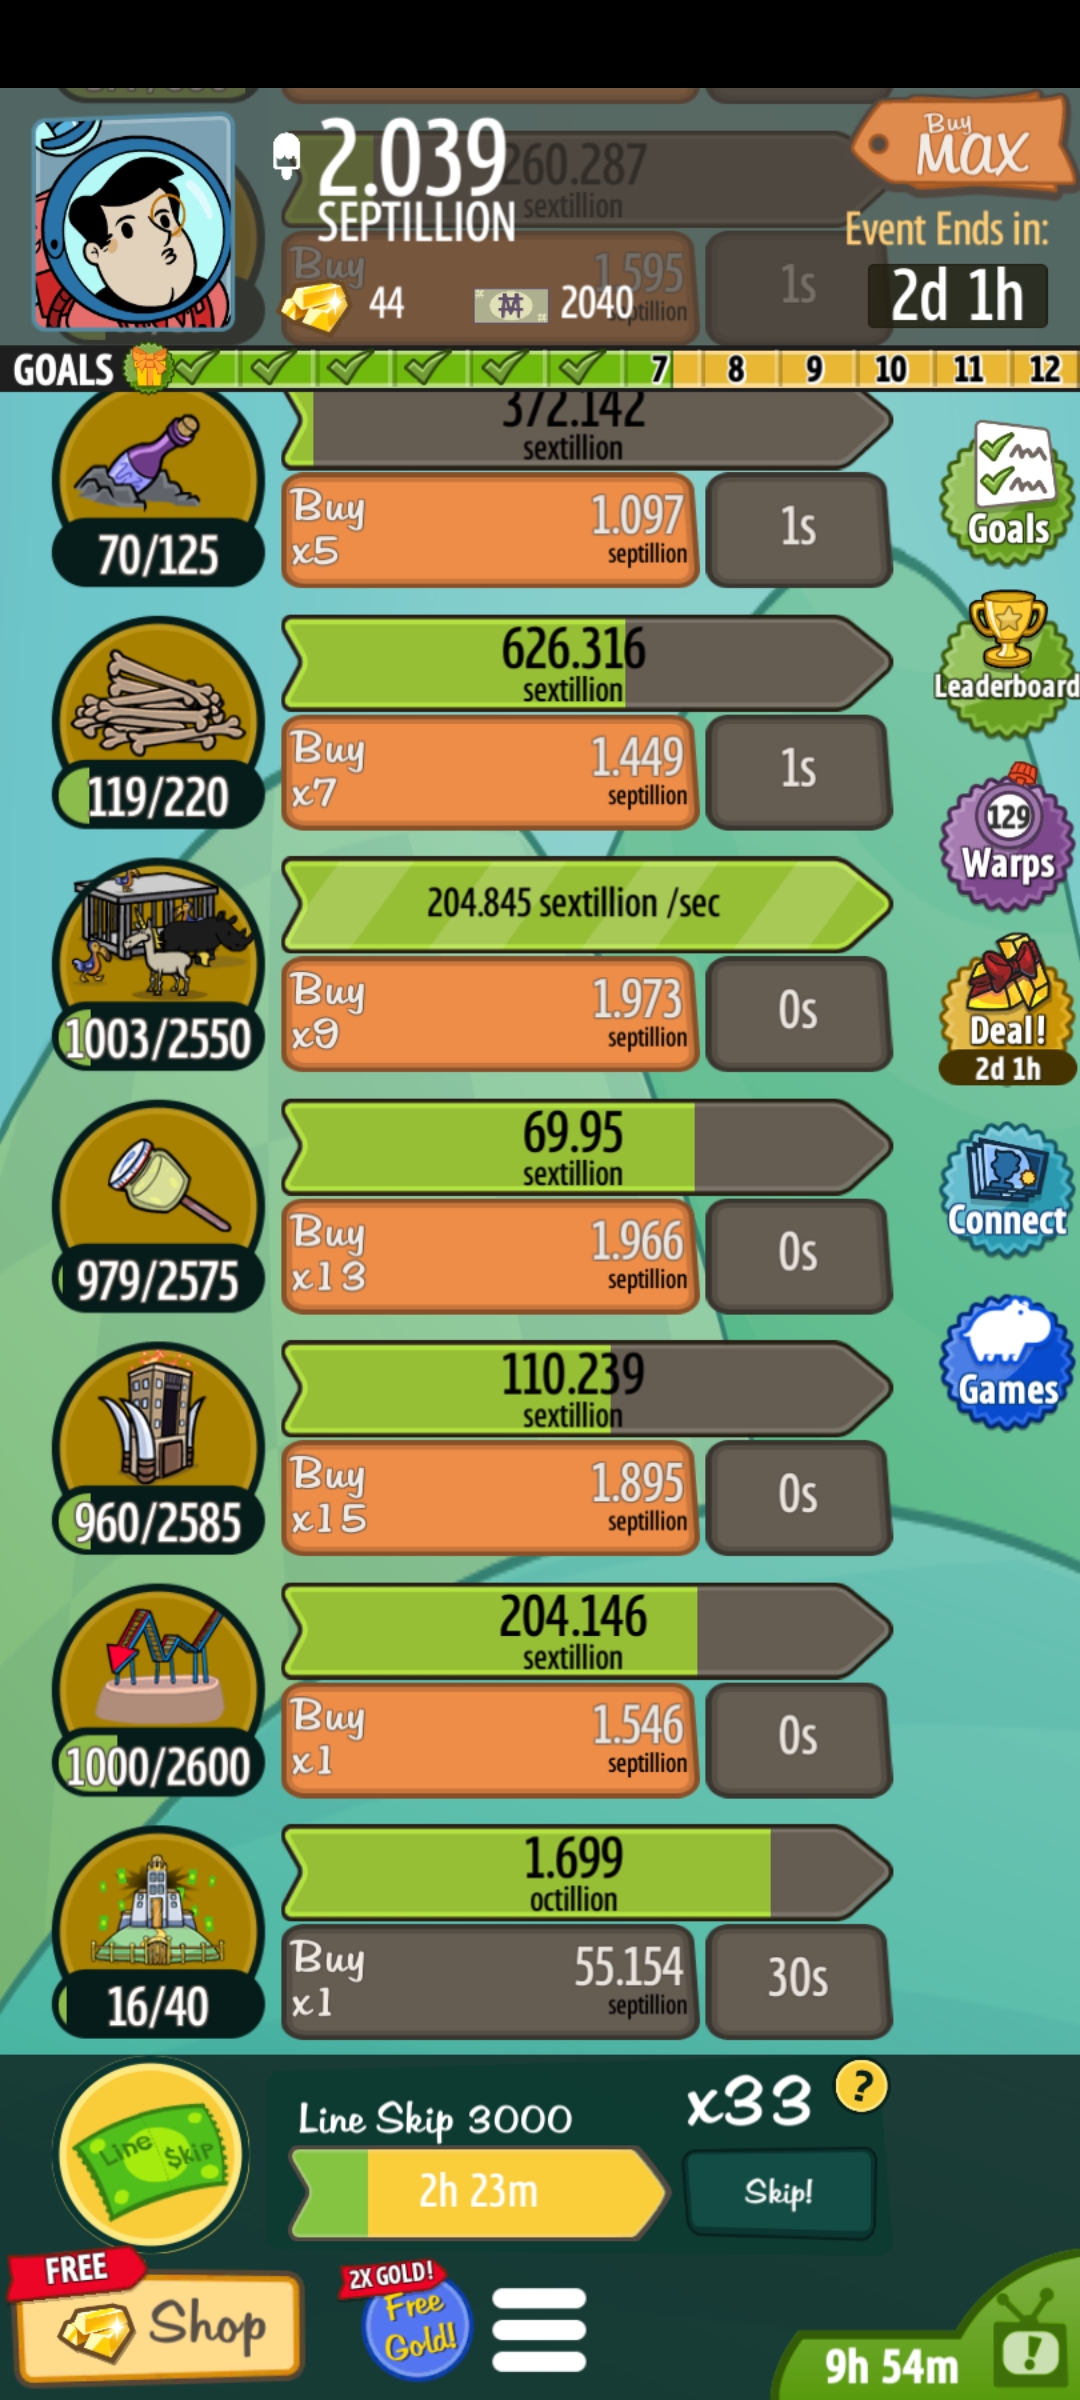 Buy
MAX
2.039
SEPTILLION
260.287
sextillion
Event Ends in:
2d 1h
Buy
1.595
septillion
1s
44
2040
GOALS
7
8
9
10
11
12
372.142
sextillion
Buy
x5
1.097
septillion
1s
70/125
Goals
626.316
sextillion
Buy
x7
1.449
septillion
1s
119/220
Leaderboard
129
Warps
204.845 sextillion /sec
Buy
x9
1.973
septillion
0s
1003/2550
Deal!
2d 1h
69.95
sextillion
Buy
x13
1.966
septillion
0s
979/2575
Connect
110.239
sextillion
Buy
x15
1.895
septillion
0s
960/2585
Games
204.146
sextillion
Buy
x1
1.546
septillion
0s
1000/2600
1.699
octillion
Buy
x1
55.154
septillion
30s
16/40
Line $kip
Line Skip 3000
2h 23m
x33
?
Skip!
FREE
Shop
2X GOLD!
Free
Gold!
9h 54m
!